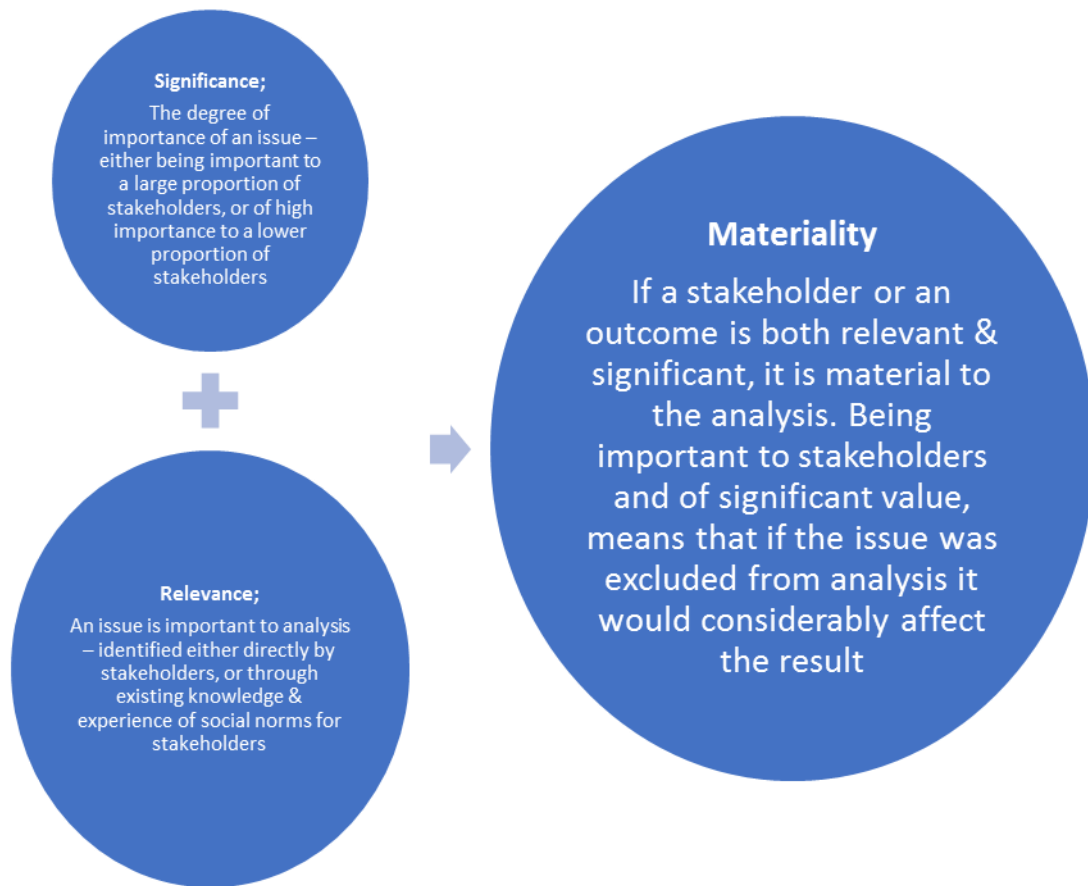 Significance;
The degree of
importance of an issue –
either being important to
a large proportion of
stakeholders, or of high
importance to a lower
proportion of
stakeholders
Relevance;
An issue is important to analysis
– identified either directly by
stakeholders, or through
existing knowledge &
experience of social norms for
stakeholders
Materiality
If a stakeholder or an
outcome is both relevant &
significant, it is material to
the analysis. Being
important to stakeholders
and of significant value,
means that if the issue was
excluded from analysis it
would considerably affect
the result